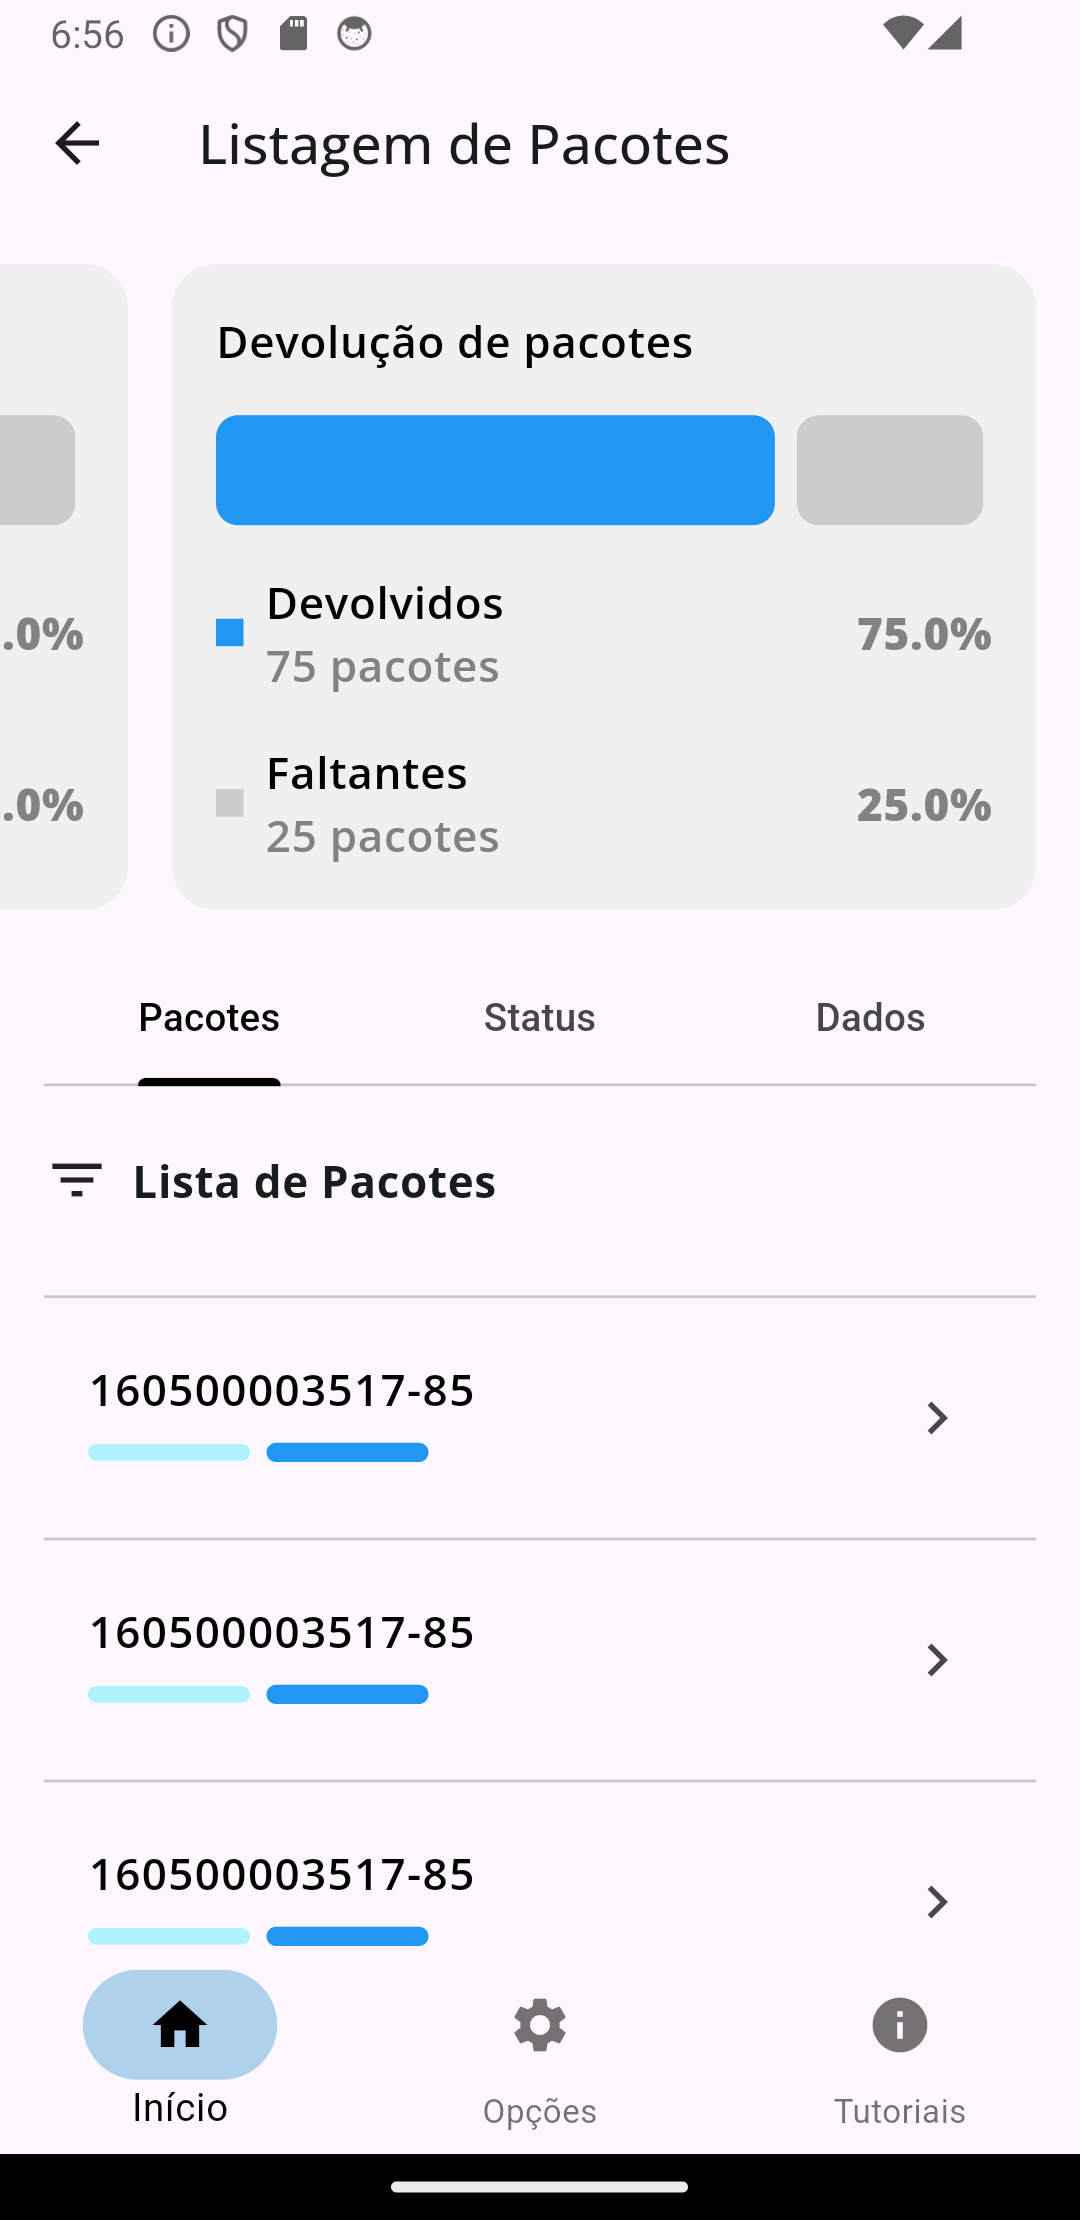 6:56
Listagem de Pacotes
Devolução de pacotes
Devolvidos
75 pacotes
75.0%
.0%
Faltantes
25 pacotes
25.0%
.0%
Pacotes
Status
Dados
Lista de Pacotes
160500003517-85
160500003517-85
160500003517-85
Início
Opções
Tutoriais